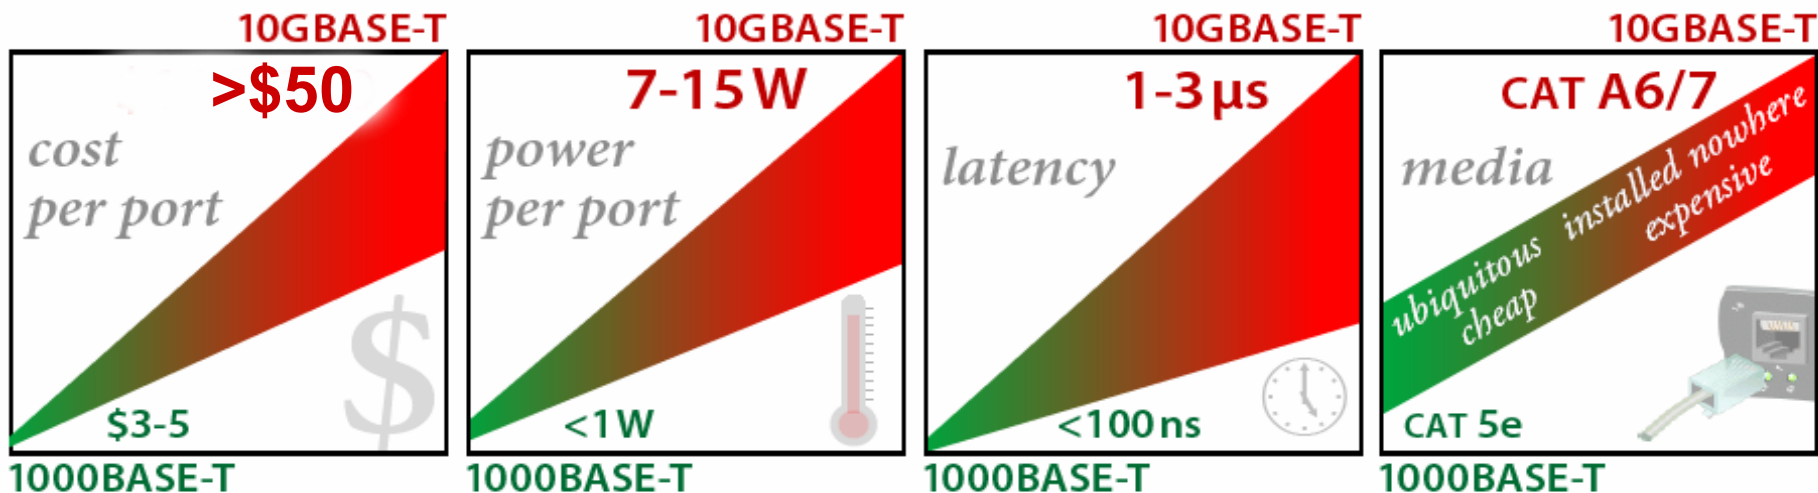 10GBASE-T
>$50
cost
per port
$3-5
1000BASE-T
10GBASE-T
7-15 W
power
per port
<1 W
1000BASE-T
10GBASE-T
1-3 µs
latency
<100 ns
1000BASE-T
10GBASE-T
CAT A6/7
media
ubiquitous installed nowhere
cheap expensive
CAT 5e
1000BASE-T
$